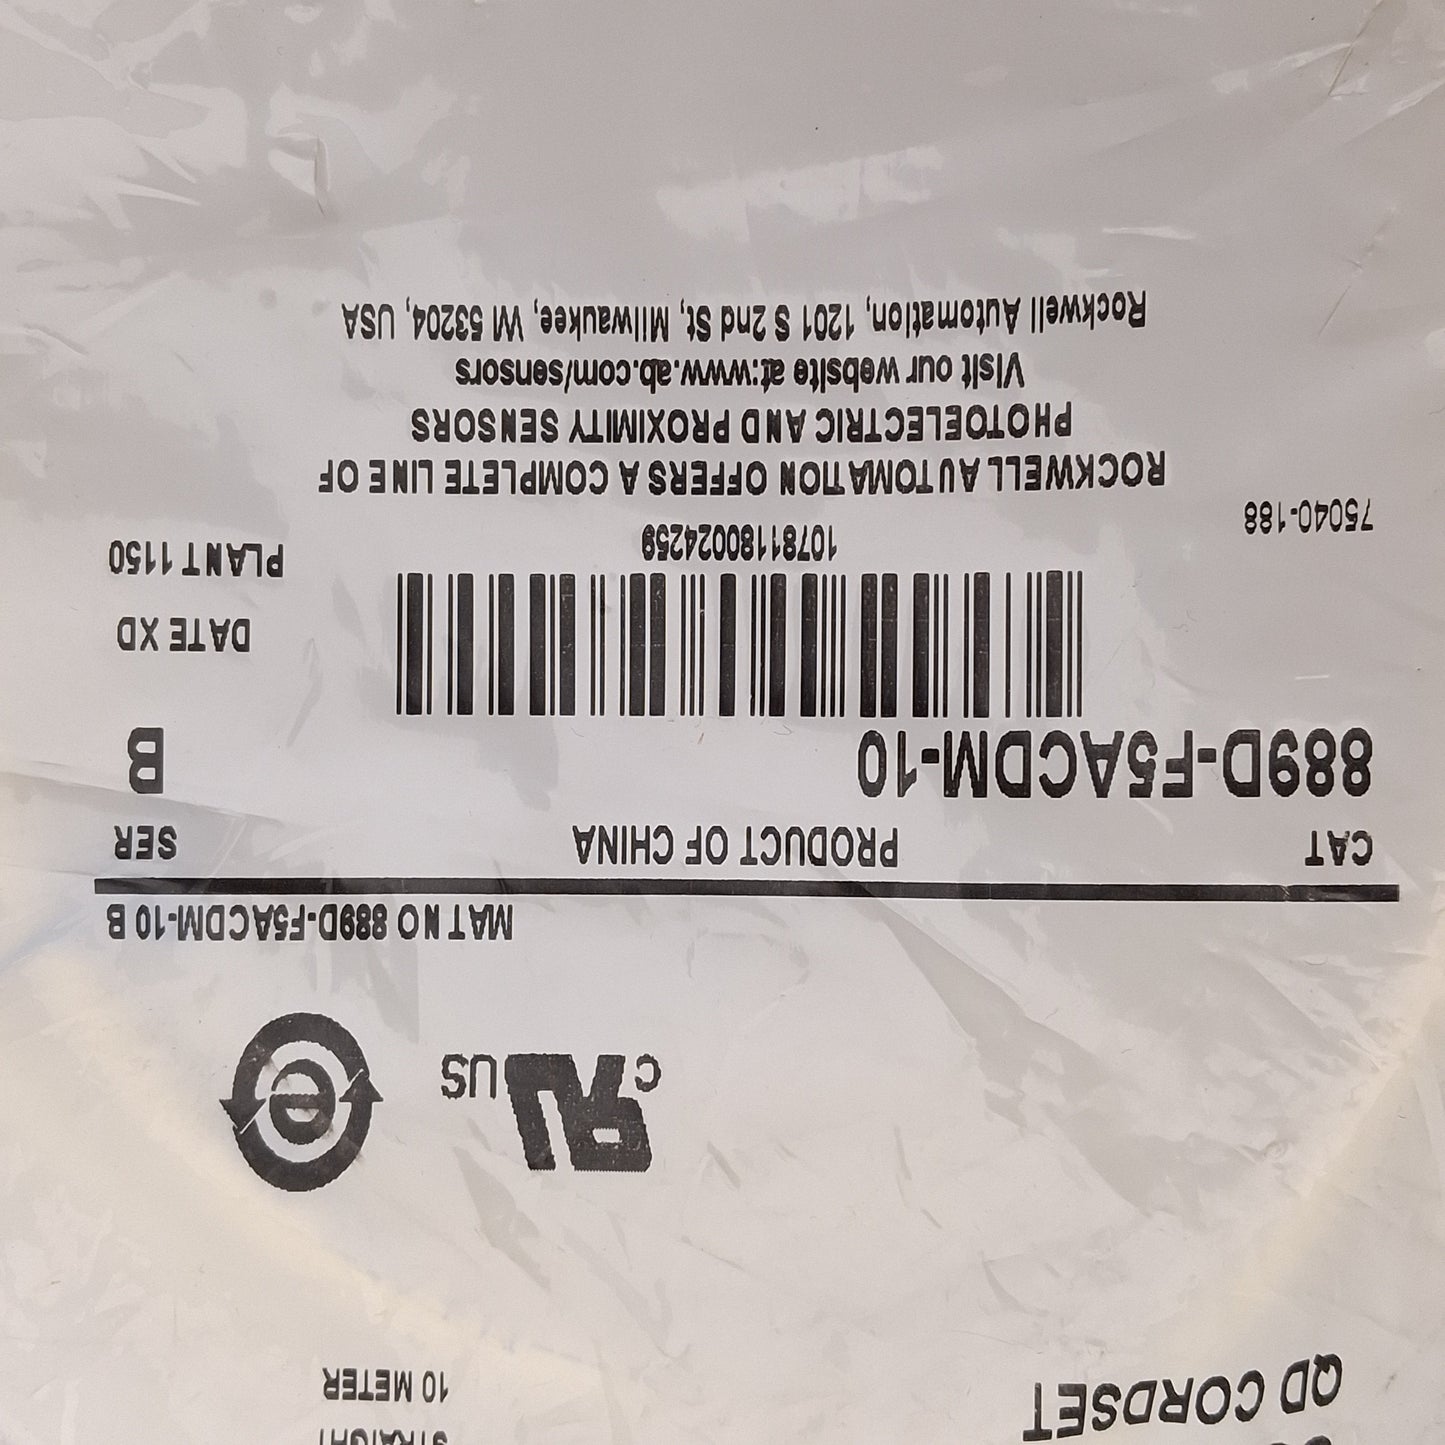 STRAIGHT
QD CORDSET
10 METER
c RU US
e
MAT NO 889D-F5ACDM-10 B
CAT PRODUCT OF CHINA SER
889D-F5ACDM-10 B
DATE XD
PLANT 1150
10781180024259
75040-188
ROCKWELL AUTOMATION OFFERS A COMPLETE LINE OF
PHOTOELECTRIC AND PROXIMITY SENSORS
Visit our website at:www.ab.com/sensors
Rockwell Automation, 1201 S 2nd St, Milwaukee, WI 53204, USA